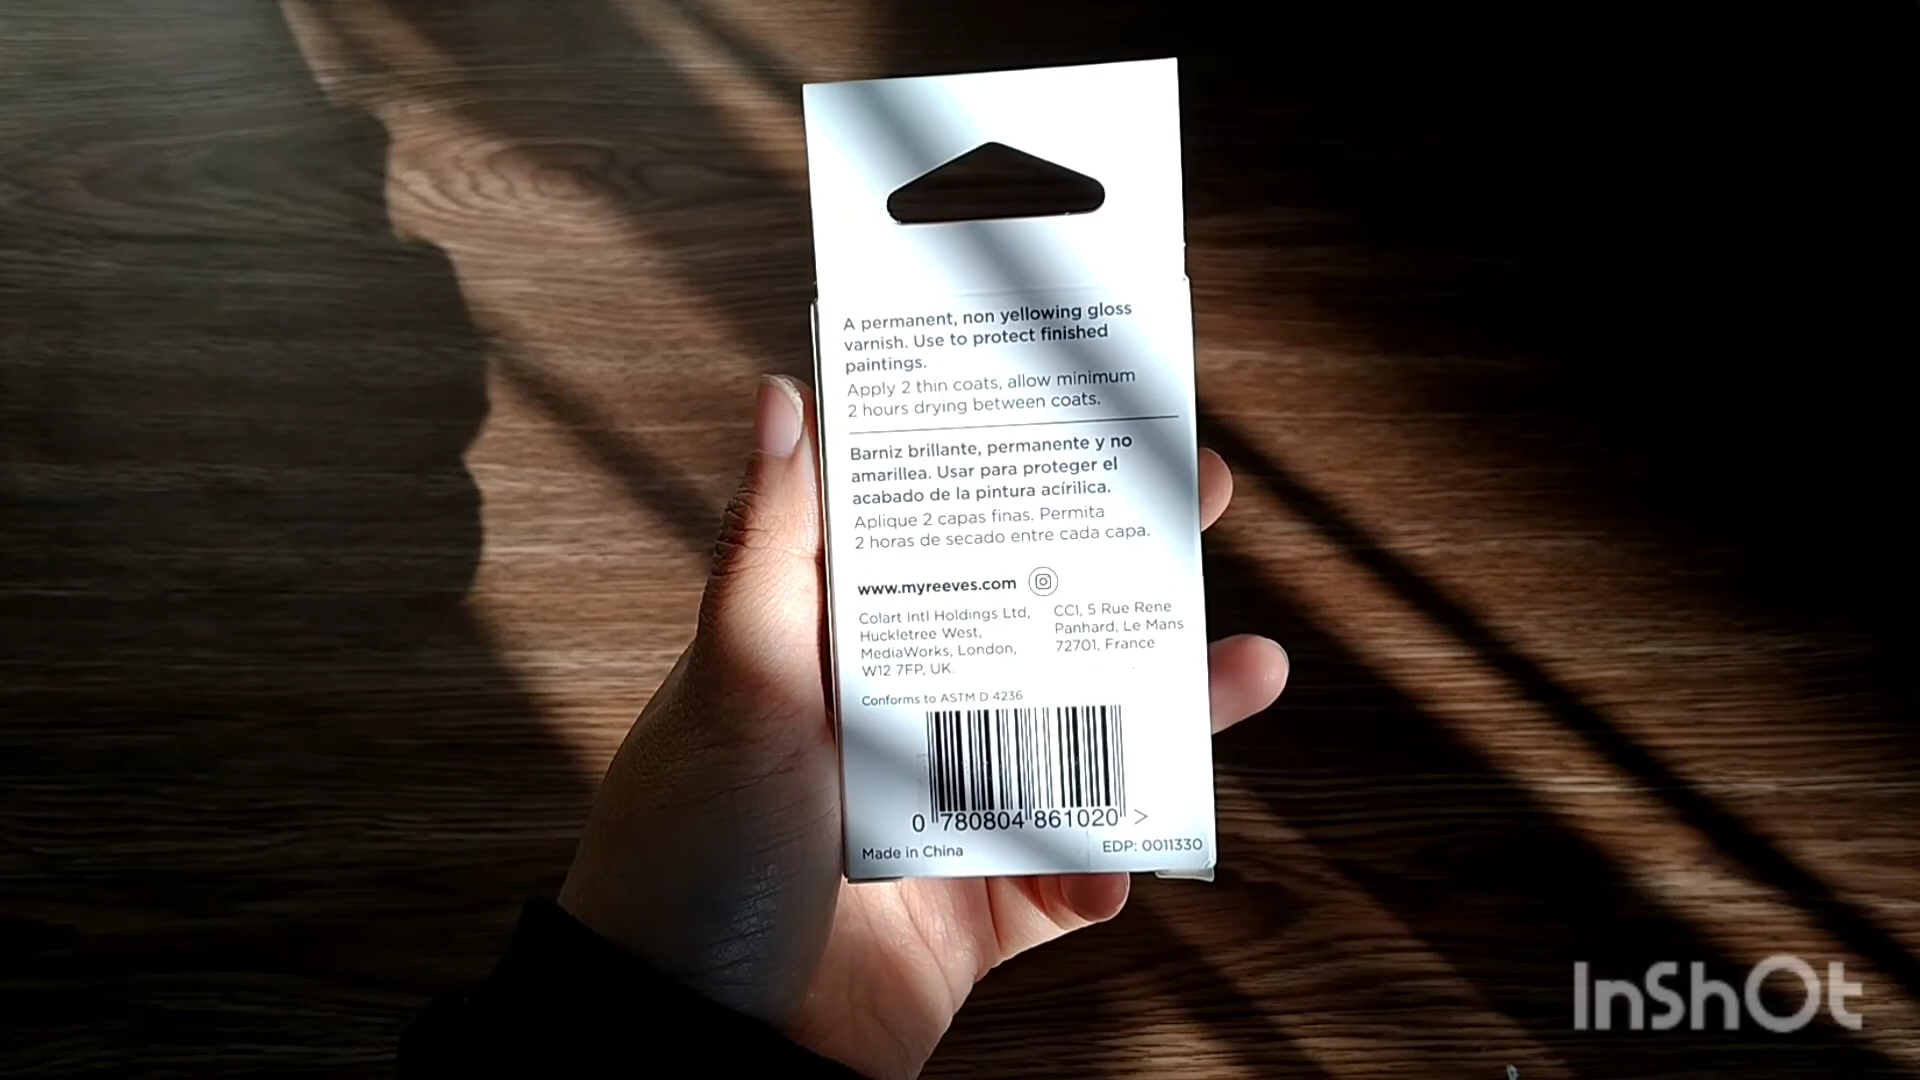 A permanent, non yellowing gloss
varnish. Use to protect finished
paintings.
Apply 2 thin coats, allow minimum
2 hours drying between coats.
Barniz brillante, permanente y no
amarillea. Usar para proteger el
acabado de la pintura acírilica.
Aplique 2 capas finas. Permita
2 horas de secado entre cada capa.
www.myreeves.com
Colart Intl Holdings Ltd,
Huckletree West,
MediaWorks, London,
W12 7FP, UK.
CCI, 5 Rue Rene
Panhard, Le Mans
72701, France
Conforms to ASTM D 4236
0 780804 861020 >
Made in China
EDP: 0011330
InShOt